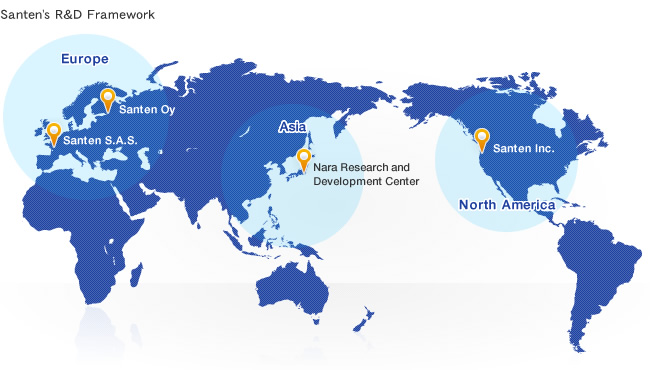 Santen's R&D Framework
Europe
Santen Oy
Santen S.A.S.
Asia
Nara Research and
Development Center
Santen Inc.
North America